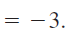 = −3.